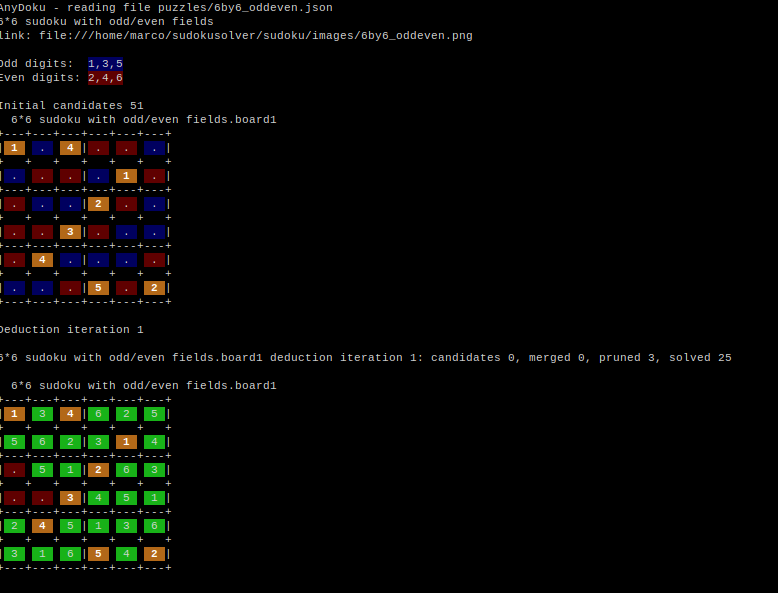 AnyDoku - reading file puzzles/6by6_oddeven.json
6*6 sudoku with odd/even fields
link: file:///home/marco/sudokusolver/sudoku/images/6by6_oddeven.png
Odd digits:  1,3,5
Even digits: 2,4,6
Initial candidates 51
  6*6 sudoku with odd/even fields.board1
+---+---+---+---+---+---+
| 1   .   4 | .   .   . |
+   +   +   +   +   +   +
| .   .   . | .   1   . |
+---+---+---+---+---+---+
| .   .   . | 2   .   . |
+   +   +   +   +   +   +
| .   .   3 | .   .   . |
+---+---+---+---+---+---+
| .   4   . | .   .   . |
+   +   +   +   +   +   +
| .   .   . | 5   .   2 |
+---+---+---+---+---+---+
Deduction iteration 1
6*6 sudoku with odd/even fields.board1 deduction iteration 1: candidates 0, merged 0, pruned 3, solved 25
  6*6 sudoku with odd/even fields.board1
+---+---+---+---+---+---+
| 1   3   4 | 6   2   5 |
+   +   +   +   +   +   +
| 5   6   2 | 3   1   4 |
+---+---+---+---+---+---+
| .   5   1 | 2   6   3 |
+   +   +   +   +   +   +
| .   .   3 | 4   5   1 |
+---+---+---+---+---+---+
| 2   4   5 | 1   3   6 |
+   +   +   +   +   +   +
| 3   1   6 | 5   4   2 |
+---+---+---+---+---+---+